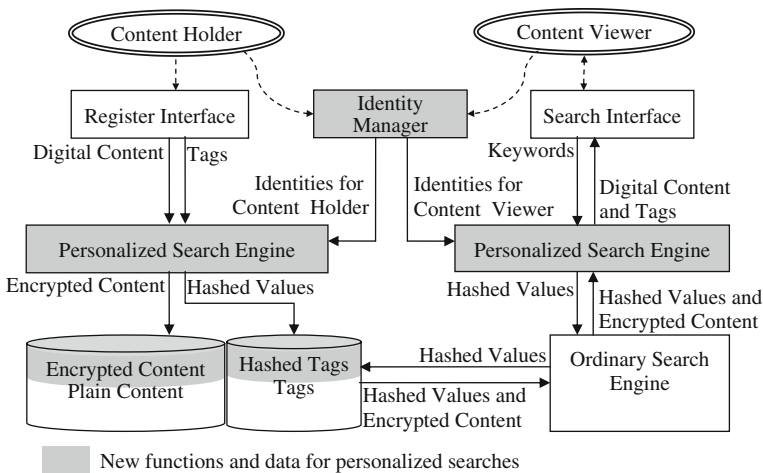 Content Holder
Content Viewer
Register Interface
Identity
Manager
Search Interface
Digital Content
Tags
Keywords
Identities for
Content Holder
Identities for
Content Viewer
Digital Content
and Tags
Personalized Search Engine
Personalized Search Engine
Encrypted Content
Hashed Values
Hashed Values
Hashed Values and
Encrypted Content
Encrypted Content
Plain Content
Hashed Tags
Tags
Hashed Values
Hashed Values and
Encrypted Content
Ordinary Search
Engine
New functions and data for personalized searches